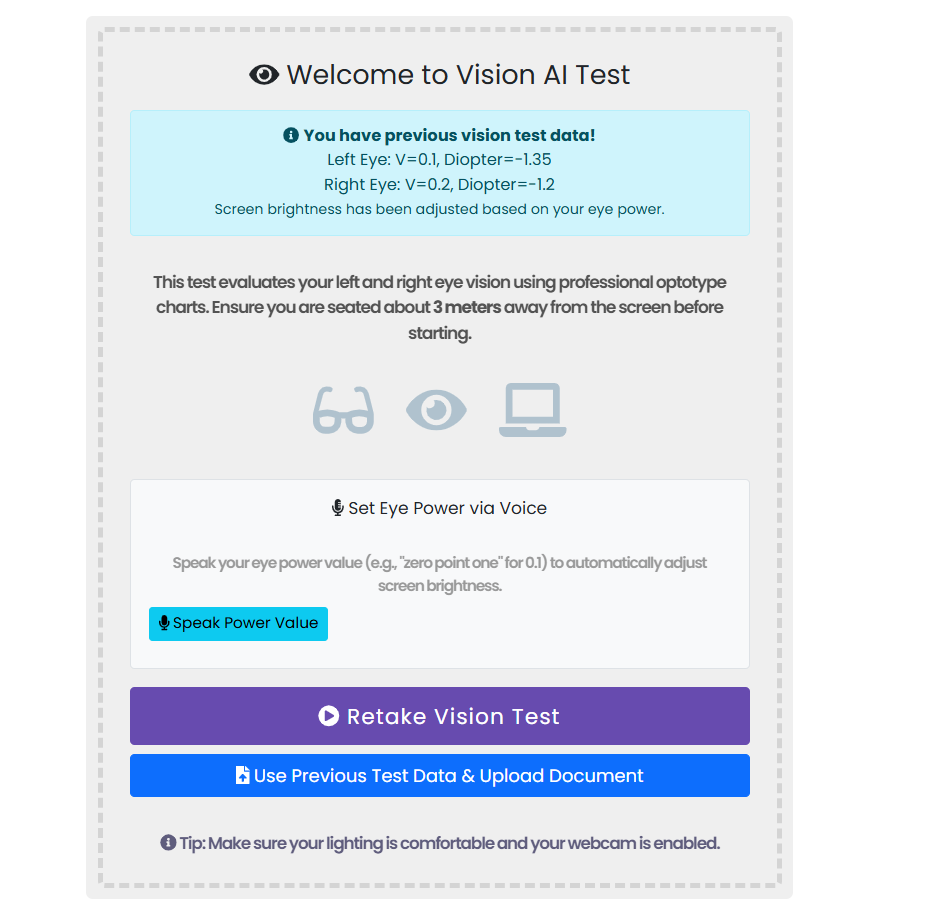 Welcome to Vision AI Test
You have previous vision test data!
Left Eye: V=0.1, Diopter=-1.35
Right Eye: V=0.2, Diopter=-1.2
Screen brightness has been adjusted based on your eye power.
This test evaluates your left and right eye vision using professional optotype
charts. Ensure you are seated about 3 meters away from the screen before
starting.
Set Eye Power via Voice
Speak your eye power value (e.g., "zero point one" for 0.1) to automatically adjust
screen brightness.
Speak Power Value
Retake Vision Test
Use Previous Test Data & Upload Document
Tip: Make sure your lighting is comfortable and your webcam is enabled.